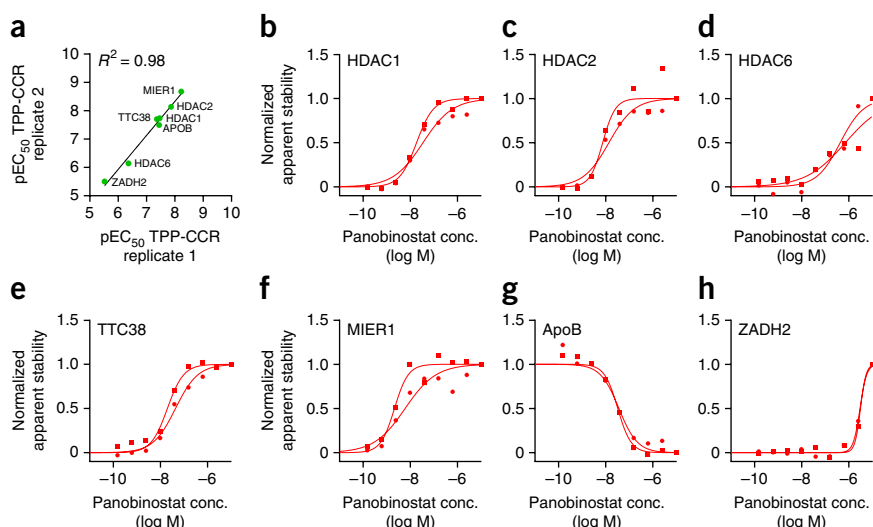 a
R² = 0.98
10
9
8
7
6
5
MIER1
HDAC2
TTC38
HDAC1
APOB
HDAC6
ZADH2
5 6 7 8 9 10
pEC50 TPP-CCR
replicate 2
pEC50 TPP-CCR
replicate 1
b
HDAC1
1.5
1.0
0.5
0
Normalized
apparent stability
−10 −8 −6
Panobinostat conc.
(log M)
c
HDAC2
1.5
1.0
0.5
0
−10 −8 −6
Panobinostat conc.
(log M)
d
HDAC6
1.5
1.0
0.5
0
−10 −8 −6
Panobinostat conc.
(log M)
e
TTC38
1.5
1.0
0.5
0
Normalized
apparent stability
−10 −8 −6
Panobinostat conc.
(log M)
f
MIER1
1.5
1.0
0.5
0
Normalized
apparent stability
−10 −8 −6
Panobinostat conc.
(log M)
g
ApoB
1.5
1.0
0.5
0
−10 −8 −6
Panobinostat conc.
(log M)
h
ZADH2
1.5
1.0
0.5
0
−10 −8 −6
Panobinostat conc.
(log M)